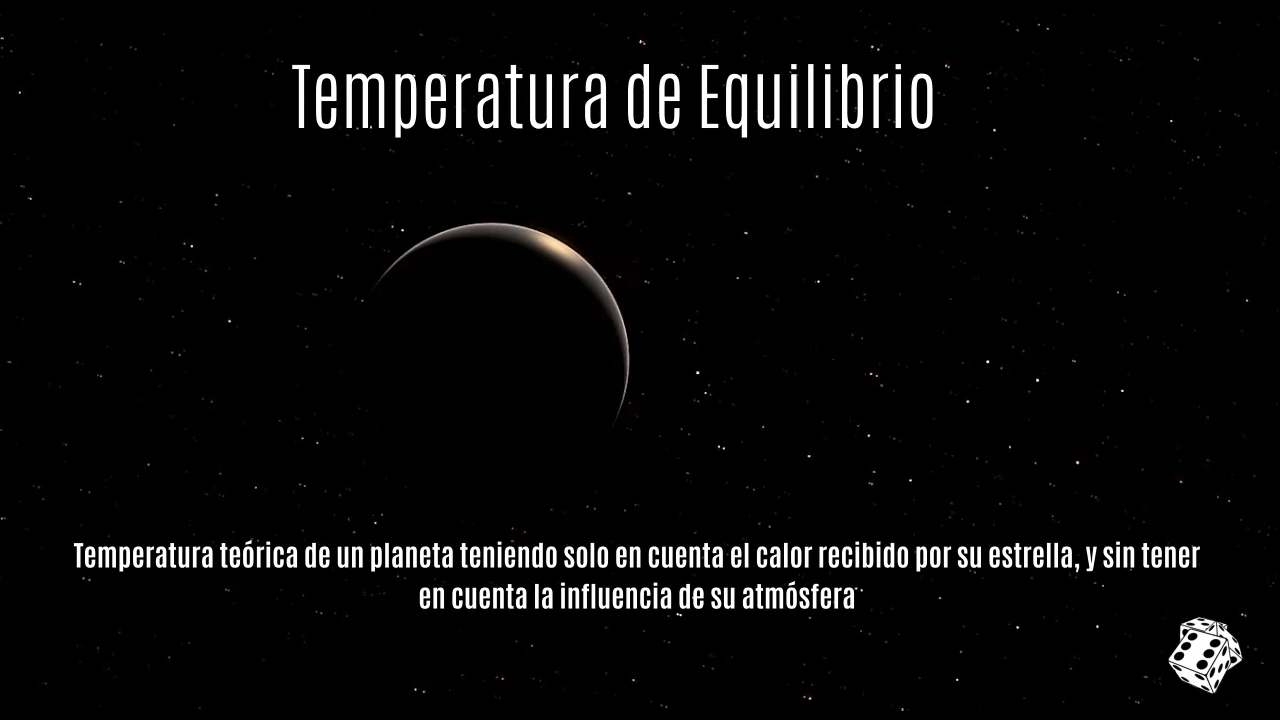 Temperatura de Equilibrio
Temperatura teórica de un planeta teniendo solo en cuenta el calor recibido por su estrella, y sin tener
en cuenta la influencia de su atmósfera